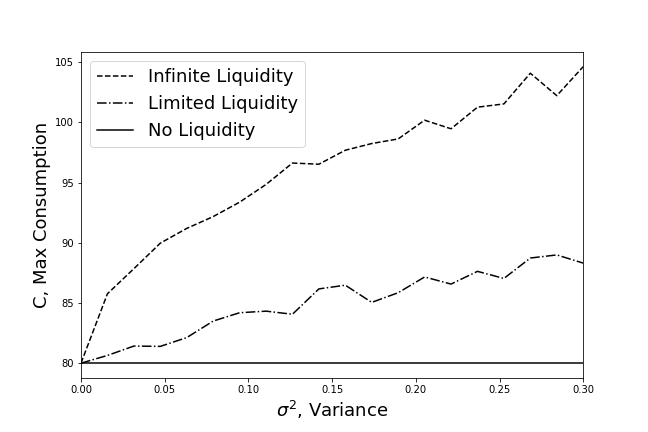 Infinite Liquidity
Limited Liquidity
No Liquidity
105
100
95
90
85
80
C, Max Consumption
0.00 0.05 0.10 0.15 0.20 0.25 0.30
σ², Variance